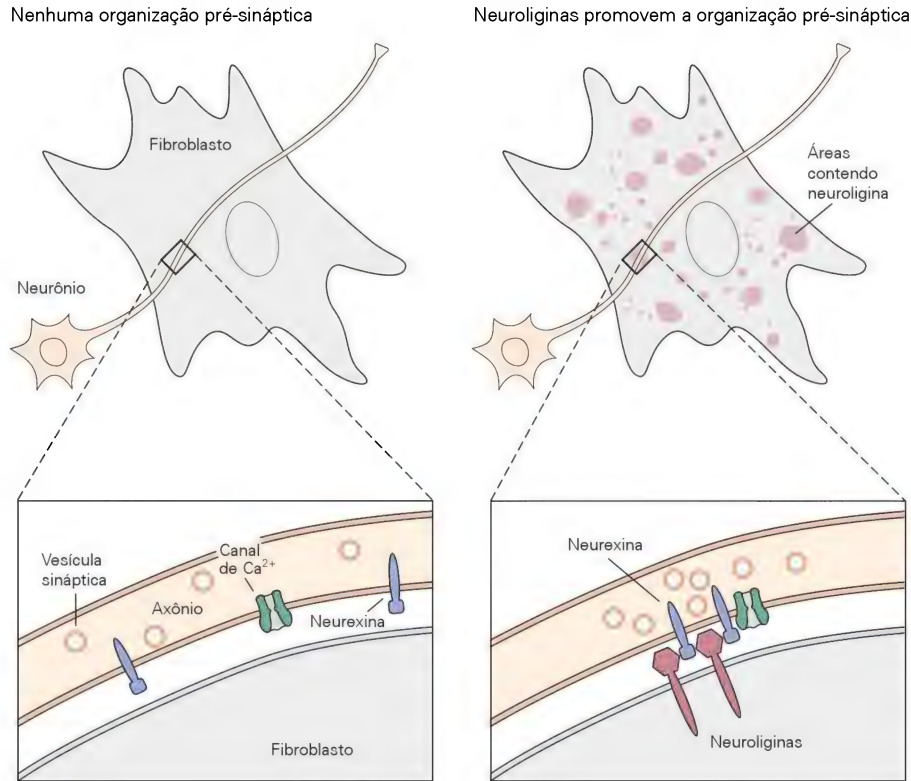 Nenhuma organização pré-sináptica
Neuroliginas promovem a organização pré-sináptica
Fibroblasto
Neurônio
Áreas
contendo
neuroligina
Vesícula
sináptica
Canal
de Ca²⁺
Axônio
Neurexina
Fibroblasto
Neurexina
Neuroliginas